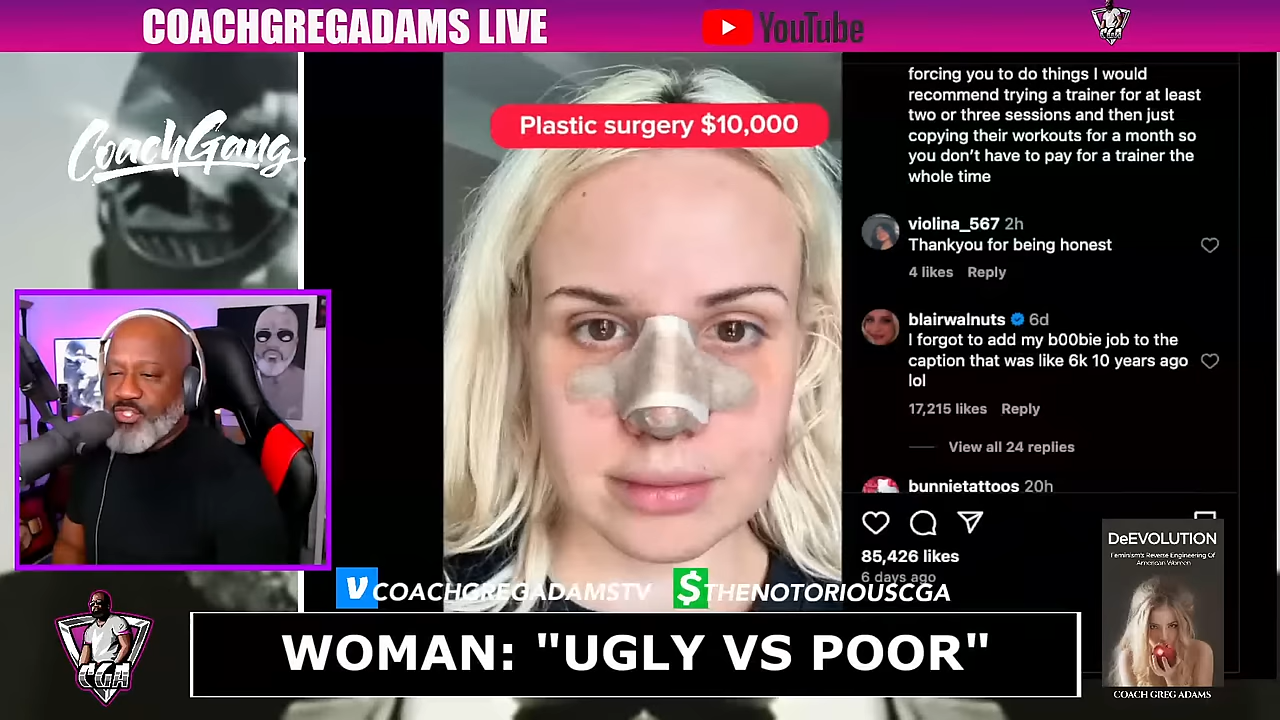 COACHGREGADAMS LIVE
YouTube
CoachGang
Plastic surgery $10,000
forcing you to do things I would
recommend trying a trainer for at least
two or three sessions and then just
copying their workouts for a month so
you don't have to pay for a trainer the
whole time
violina_567 2h
Thankyou for being honest
4 likes Reply
blairwalnuts 6d
I forgot to add my b00bie job to the
caption that was like 6k 10 years ago
lol
17,215 likes Reply
View all 24 replies
bunnietattoos 20h
85,426 likes
6 days ago
DeEVOLUTION
Feminism's Reverse Engineering Of
American Women
COACH GREG ADAMS
V COACHGREGADAMSTV $ THENOTORIOUSCGA
CGA
WOMAN: "UGLY VS POOR"